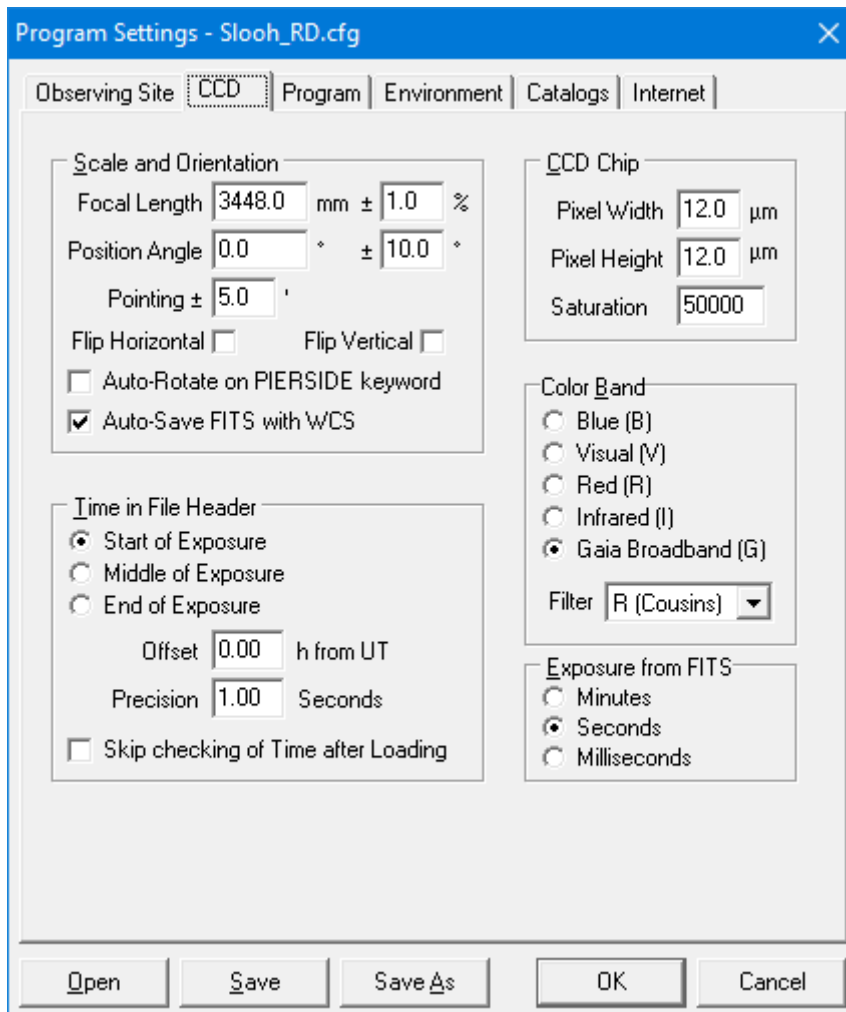 Program Settings - Slooh_RD.cfg
Observing Site CCD Program Environment Catalogs Internet
Scale and Orientation
Focal Length 3448.0 mm ± 1.0 %
Position Angle 0.0 ° ± 10.0 °
Pointing ± 5.0 '
Flip Horizontal Flip Vertical
Auto-Rotate on PIERSIDE keyword
Auto-Save FITS with WCS
Time in File Header
Start of Exposure
Middle of Exposure
End of Exposure
Offset 0.00 h from UT
Precision 1.00 Seconds
Skip checking of Time after Loading
CCD Chip
Pixel Width 12.0 µm
Pixel Height 12.0 µm
Saturation 50000
Color Band
Blue (B)
Visual (V)
Red (R)
Infrared (I)
Gaia Broadband (G)
Filter R (Cousins)
Exposure from FITS
Minutes
Seconds
Milliseconds
Open Save Save As OK Cancel